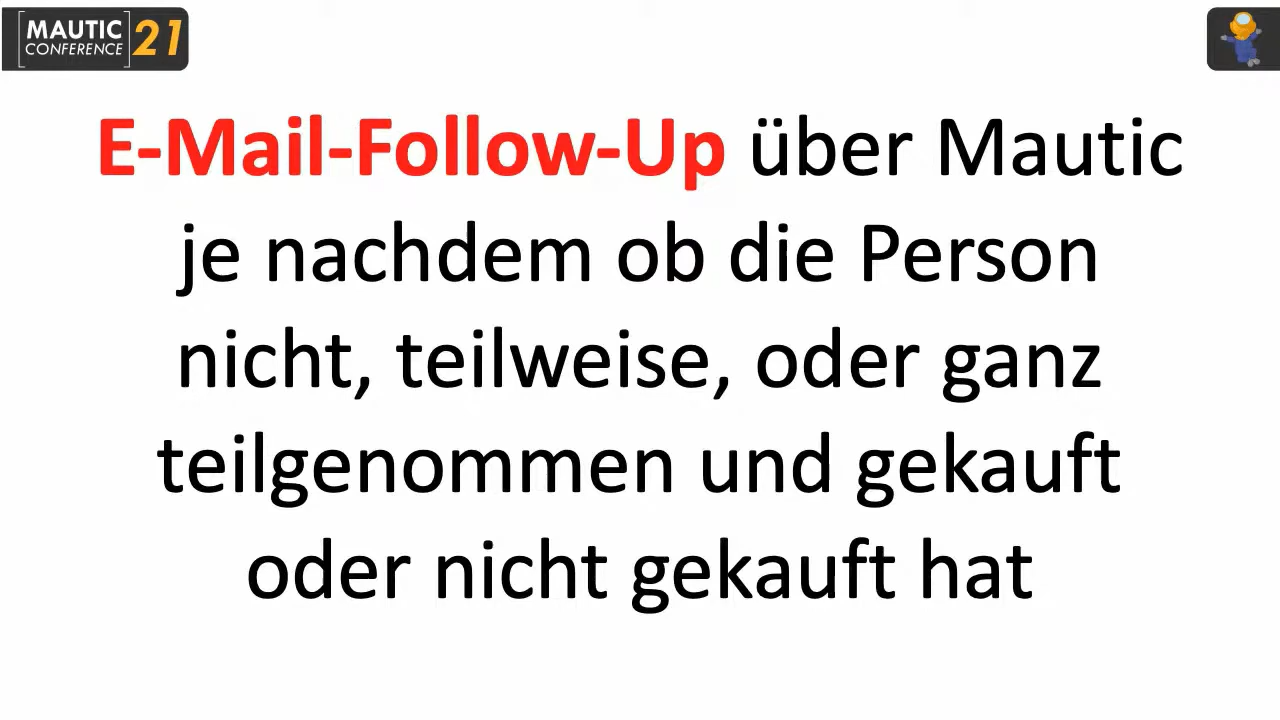 MAUTIC
CONFERENCE 21
E-Mail-Follow-Up über Mautic
je nachdem ob die Person
nicht, teilweise, oder ganz
teilgenommen und gekauft
oder nicht gekauft hat